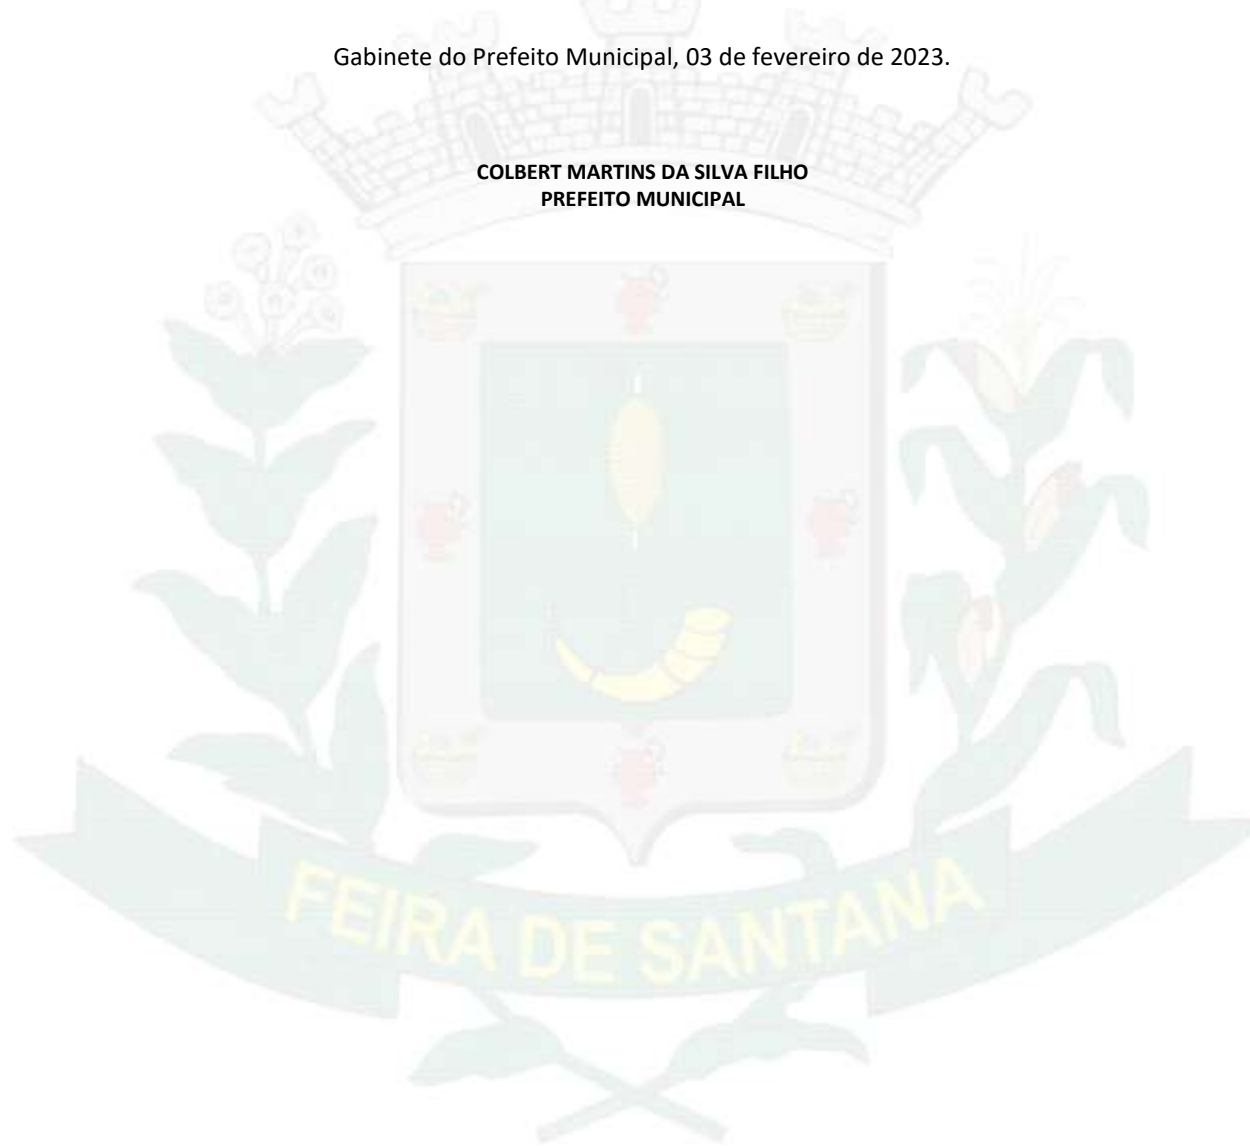 Gabinete do Prefeito Municipal, 03 de fevereiro de 2023.
COLBERT MARTINS DA SILVA FILHO
PREFEITO MUNICIPAL
FEIRA DE SANTANA